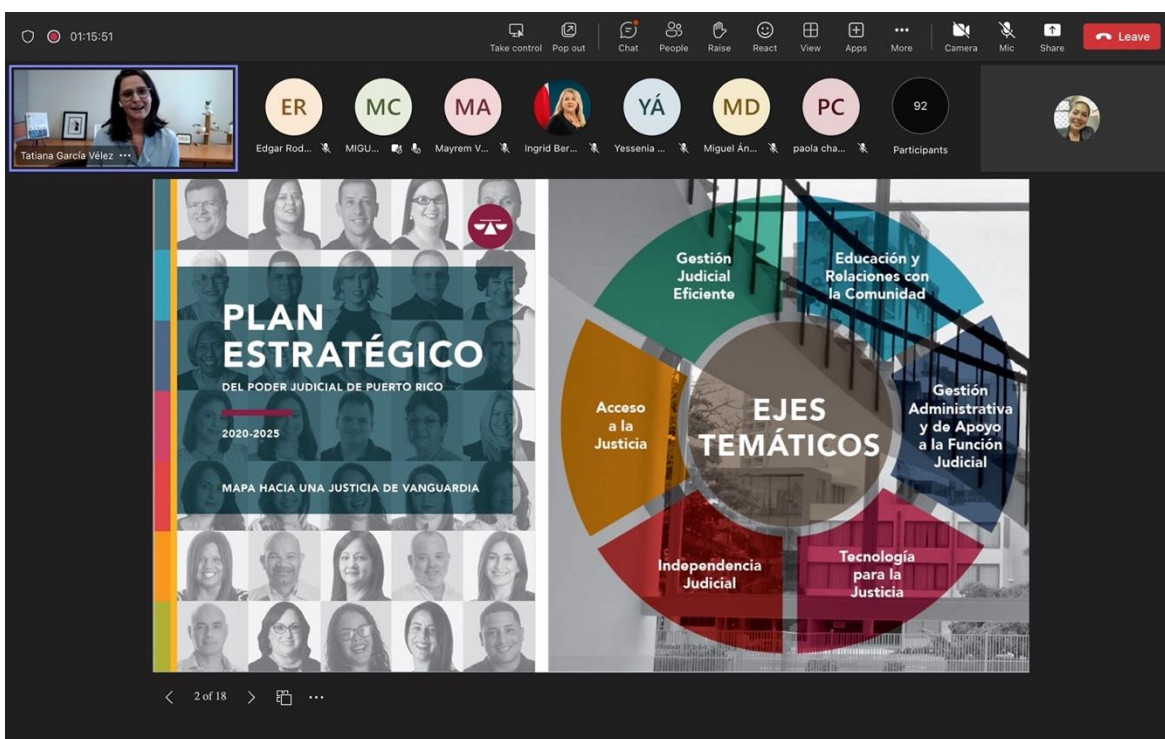 01:15:51
Take control
Pop out
Chat
People
Raise
React
View
Apps
More
Camera
Mic
Share
Leave
Tatiana García Vélez
ER
MC
MA
YÁ
MD
PC
92
Edgar Rod...
MIGU...
Mayrem V...
Ingrid Ber...
Yessenia ...
Miguel Án...
paola cha...
Participants
PLAN
ESTRATÉGICO
DEL PODER JUDICIAL DE PUERTO RICO
2020-2025
MAPA HACIA UNA JUSTICIA DE VANGUARDIA
Gestión
Judicial
Eficiente
Educación y
Relaciones con
la Comunidad
Acceso
a la
Justicia
EJES
TEMÁTICOS
Gestión
Administrativa
y de Apoyo
a la Función
Judicial
Independencia
Judicial
Tecnología
para la
Justicia
2 of 18